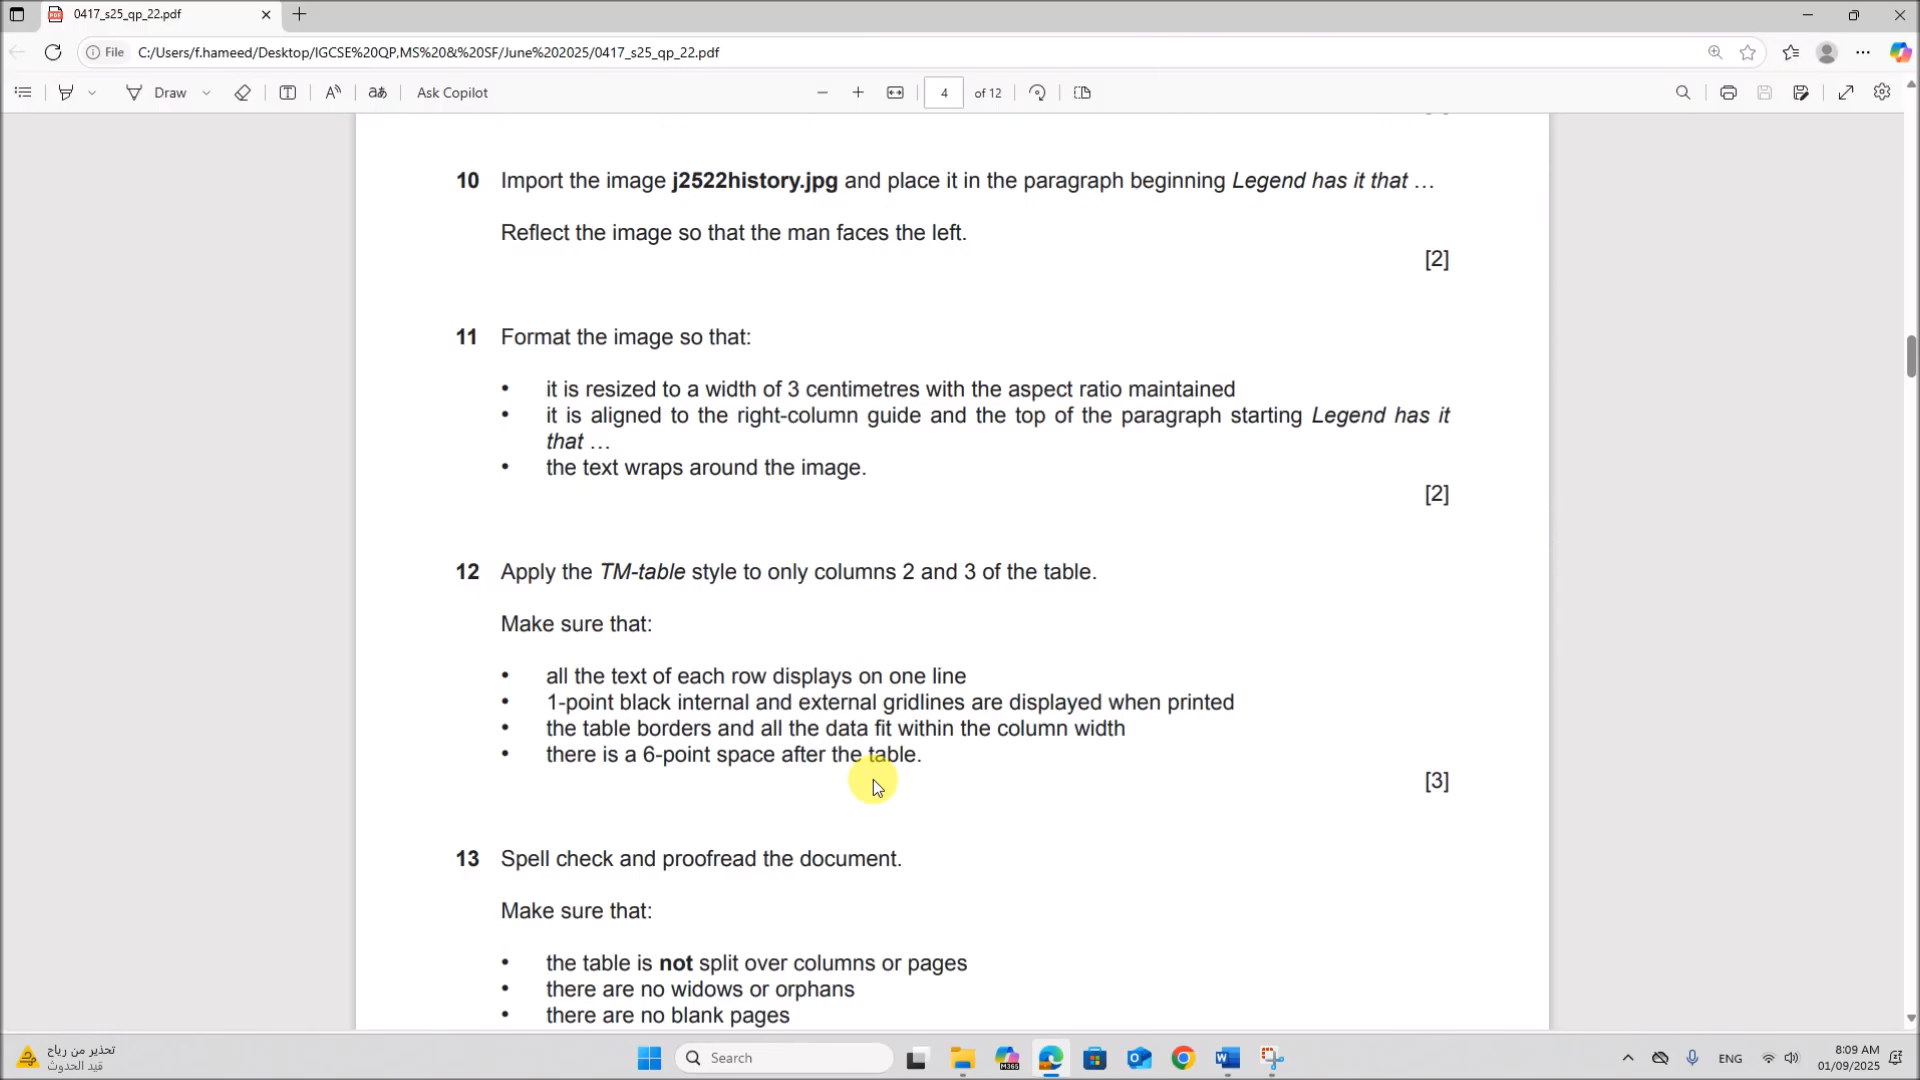 0417_s25_qp_22.pdf
File C:/Users/f.hameed/Desktop/IGCSE%20QP,MS%20&%20SF/June%202025/0417_s25_qp_22.pdf
Draw
Ask Copilot
4 of 12
10 Import the image j2522history.jpg and place it in the paragraph beginning Legend has it that …
Reflect the image so that the man faces the left.
[2]
11 Format the image so that:
• it is resized to a width of 3 centimetres with the aspect ratio maintained
• it is aligned to the right-column guide and the top of the paragraph starting Legend has it
that …
• the text wraps around the image.
[2]
12 Apply the TM-table style to only columns 2 and 3 of the table.
Make sure that:
• all the text of each row displays on one line
• 1-point black internal and external gridlines are displayed when printed
• the table borders and all the data fit within the column width
• there is a 6-point space after the table.
[3]
13 Spell check and proofread the document.
Make sure that:
• the table is not split over columns or pages
• there are no widows or orphans
• there are no blank pages
تحذير من رياح
قيد الحدوث
Search
M365
ENG
8:09 AM
01/09/2025